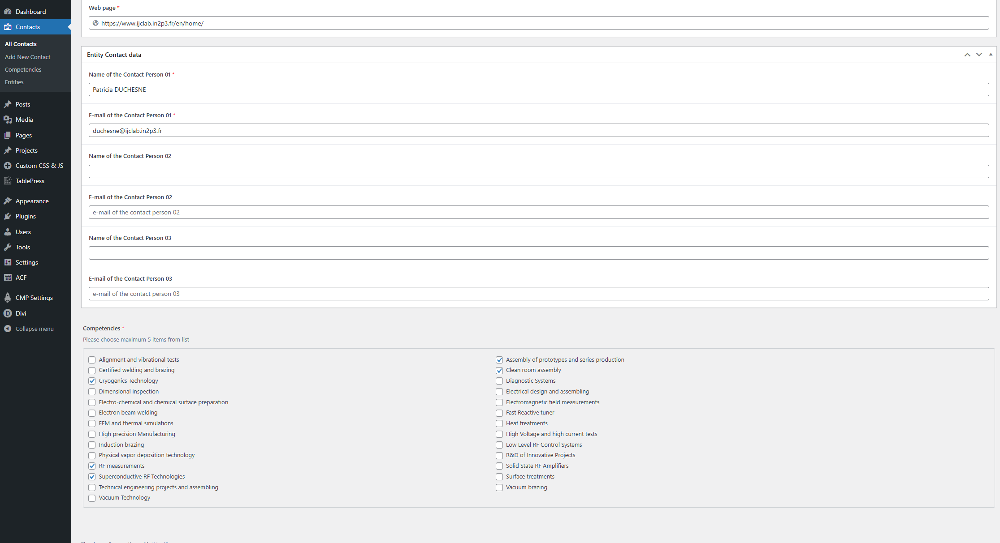 Dashboard
Contacts
All Contacts
Add New Contact
Competencies
Entities
Posts
Media
Pages
Projects
Custom CSS & JS
TablePress
Appearance
Plugins
Users
Tools
Settings
ACF
CMP Settings
Divi
Collapse menu
Web page *
https://www.ijclab.in2p3.fr/en/home/
Entity Contact data
Name of the Contact Person 01 *
Patricia DUCHESNE
E-mail of the Contact Person 01 *
duchesne@ijclab.in2p3.fr
Name of the Contact Person 02
E-mail of the Contact Person 02
e-mail of the contact person 02
Name of the Contact Person 03
E-mail of the Contact Person 03
e-mail of the contact person 03
Competencies *
Please choose maximum 5 items from list
Alignment and vibrational tests
Certified welding and brazing
Cryogenics Technology
Dimensional inspection
Electro-chemical and chemical surface preparation
Electron beam welding
FEM and thermal simulations
High precision Manufacturing
Induction brazing
Physical vapor deposition technology
RF measurements
Superconductive RF Technologies
Technical engineering projects and assembling
Vacuum Technology
Assembly of prototypes and series production
Clean room assembly
Diagnostic Systems
Electrical design and assembling
Electromagnetic field measurements
Fast Reactive tuner
Heat treatments
High Voltage and high current tests
Low Level RF Control Systems
R&D of Innovative Projects
Solid State RF Amplifiers
Surface treatments
Vacuum brazing